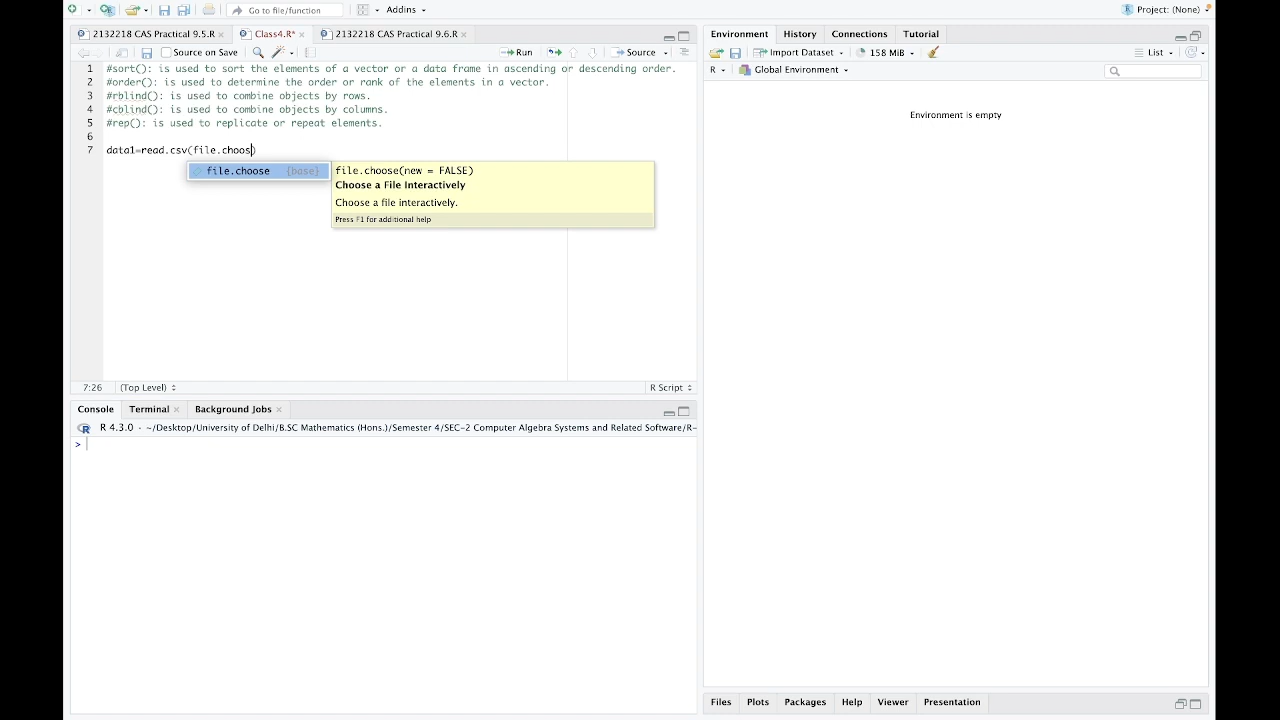 Go to file/function
Addins
Project: (None)
2132218 CAS Practical 9.5.R
Class4.R*
2132218 CAS Practical 9.6.R
Source on Save
Run
Source
1 #sort(): is used to sort the elements of a vector or a data frame in ascending or descending order.
2 #order(): is used to determine the order or rank of the elements in a vector.
3 #rblind(): is used to combine objects by rows.
4 #cblind(): is used to combine objects by columns.
5 #rep(): is used to replicate or repeat elements.
6
7 data1=read.csv(file.choos)
file.choose {base}
file.choose(new = FALSE)
Choose a File Interactively
Choose a file interactively.
Press F1 for additional help
7:26 (Top Level) R Script
Console Terminal Background Jobs
R 4.3.0 · ~/Desktop/University of Delhi/B.SC Mathematics (Hons.)/Semester 4/SEC-2 Computer Algebra Systems and Related Software/R-
>
Environment History Connections Tutorial
Import Dataset 158 MiB List
R Global Environment
Environment is empty
Files Plots Packages Help Viewer Presentation